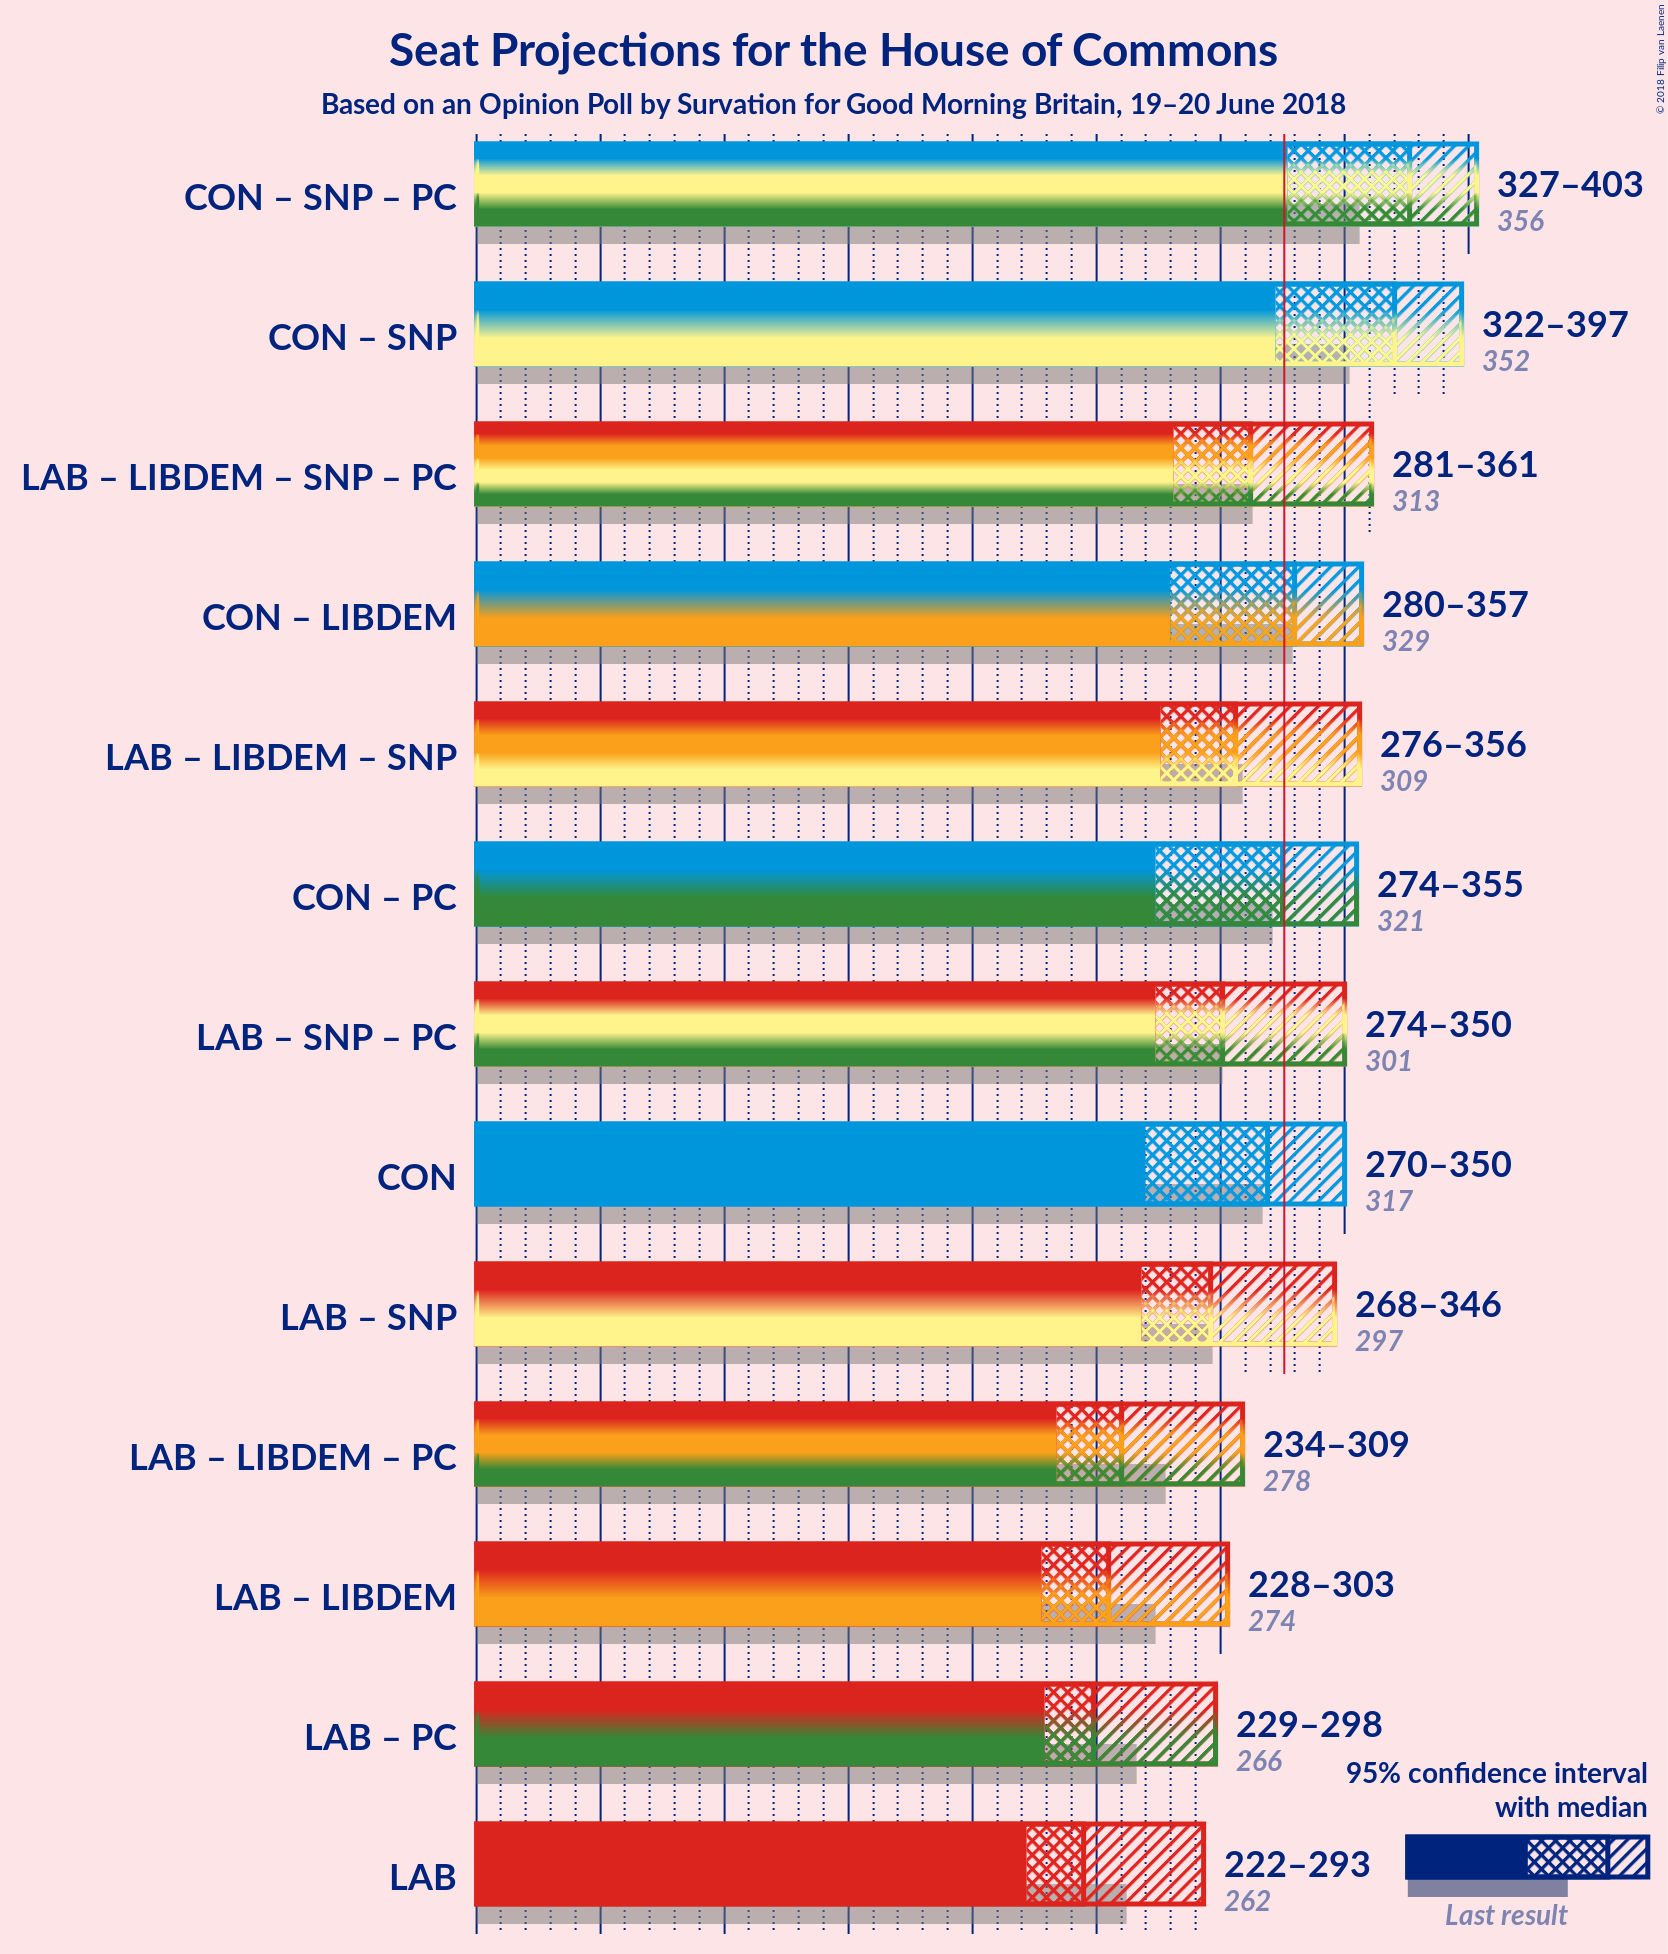 Seat Projections for the House of Commons
Based on an Opinion Poll by Survation for Good Morning Britain, 19–20 June 2018
© 2018 Filip van Laenen
CON – SNP – PC
327–403
356
CON – SNP
322–397
352
LAB – LIBDEM – SNP – PC
281–361
313
CON – LIBDEM
280–357
329
LAB – LIBDEM – SNP
276–356
309
CON – PC
274–355
321
LAB – SNP – PC
274–350
301
CON
270–350
317
LAB – SNP
268–346
297
LAB – LIBDEM – PC
234–309
278
LAB – LIBDEM
228–303
274
LAB – PC
229–298
266
LAB
222–293
262
95% confidence interval
with median
Last result